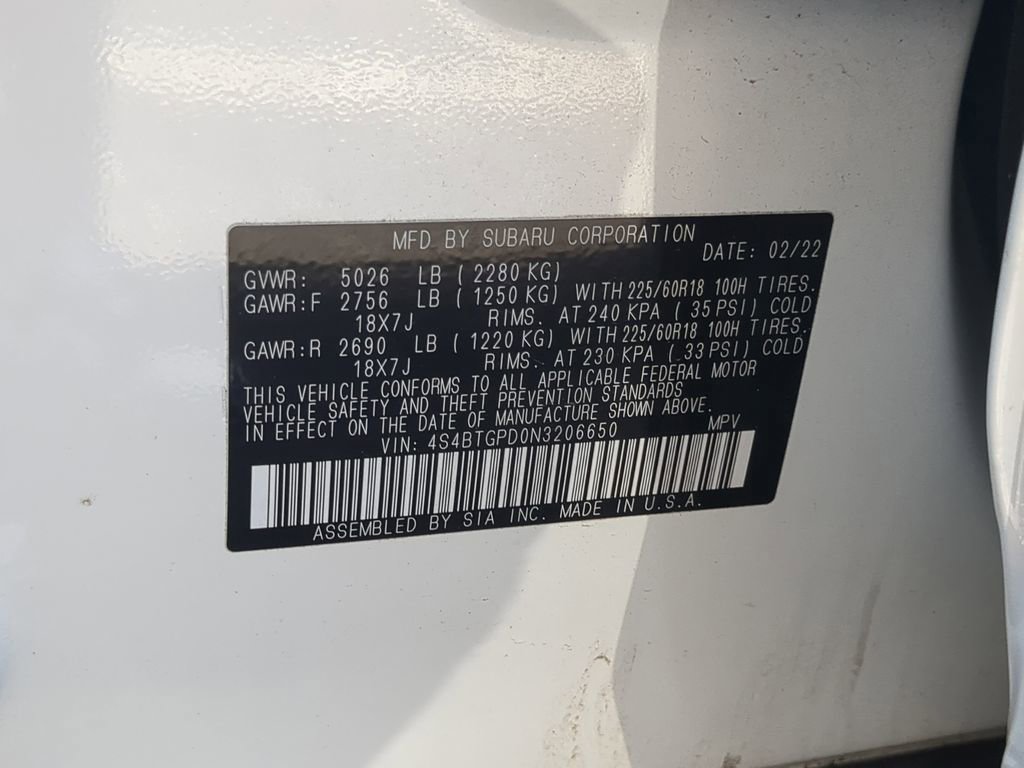 MFD BY SUBARU CORPORATION DATE: 02/22
GVWR: 5026 LB ( 2280 KG)
GAWR:F 2756 LB ( 1250 KG) WITH 225/60R18 100H TIRES.
18X7J RIMS. AT 240 KPA ( 35 PSI) COLD
GAWR:R 2690 LB ( 1220 KG) WITH 225/60R18 100H TIRES.
18X7J RIMS. AT 230 KPA ( 33 PSI) COLD
THIS VEHICLE CONFORMS TO ALL APPLICABLE FEDERAL MOTOR
VEHICLE SAFETY AND THEFT PREVENTION STANDARDS
IN EFFECT ON THE DATE OF MANUFACTURE SHOWN ABOVE.
VIN: 4S4BTGPD0N3206650 MPV
ASSEMBLED BY SIA INC. MADE IN U.S.A.